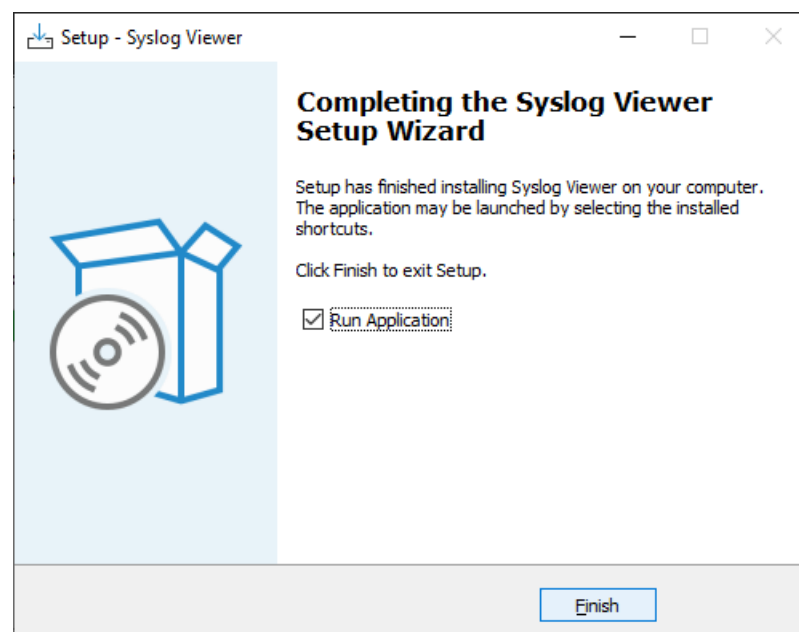 Setup - Syslog Viewer
Completing the Syslog Viewer
Setup Wizard
Setup has finished installing Syslog Viewer on your computer.
The application may be launched by selecting the installed
shortcuts.
Click Finish to exit Setup.
Run Application
Finish